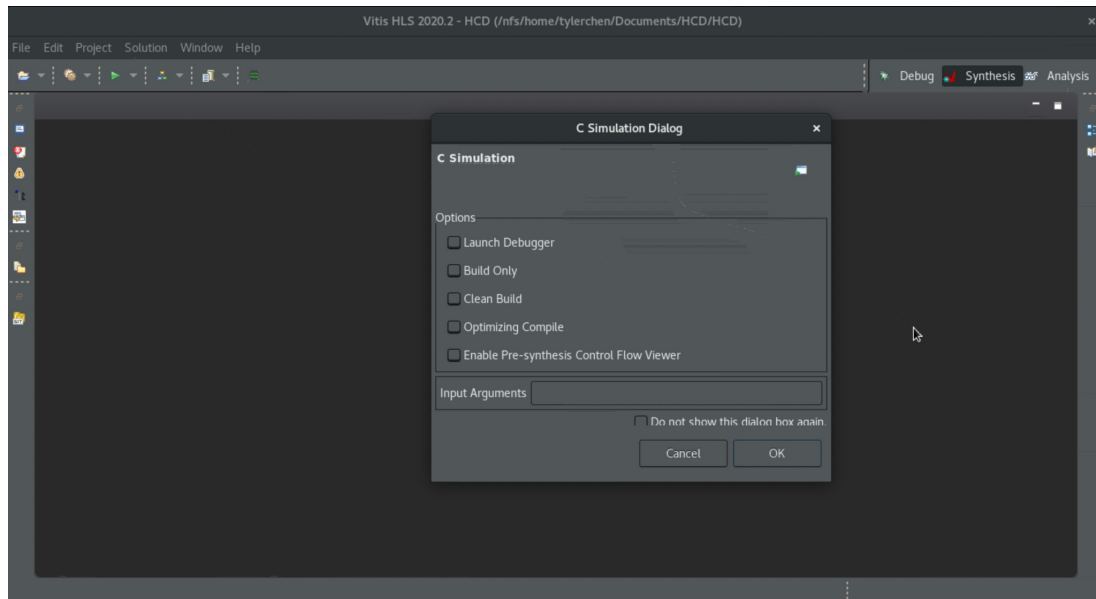 Vitis HLS 2020.2 - HCD (/nfs/home/tylerchen/Documents/HCD/HCD)
File Edit Project Solution Window Help
Debug Synthesis Analysis
C Simulation Dialog
C Simulation
Options
Launch Debugger
Build Only
Clean Build
Optimizing Compile
Enable Pre-synthesis Control Flow Viewer
Input Arguments
Do not show this dialog box again.
Cancel OK